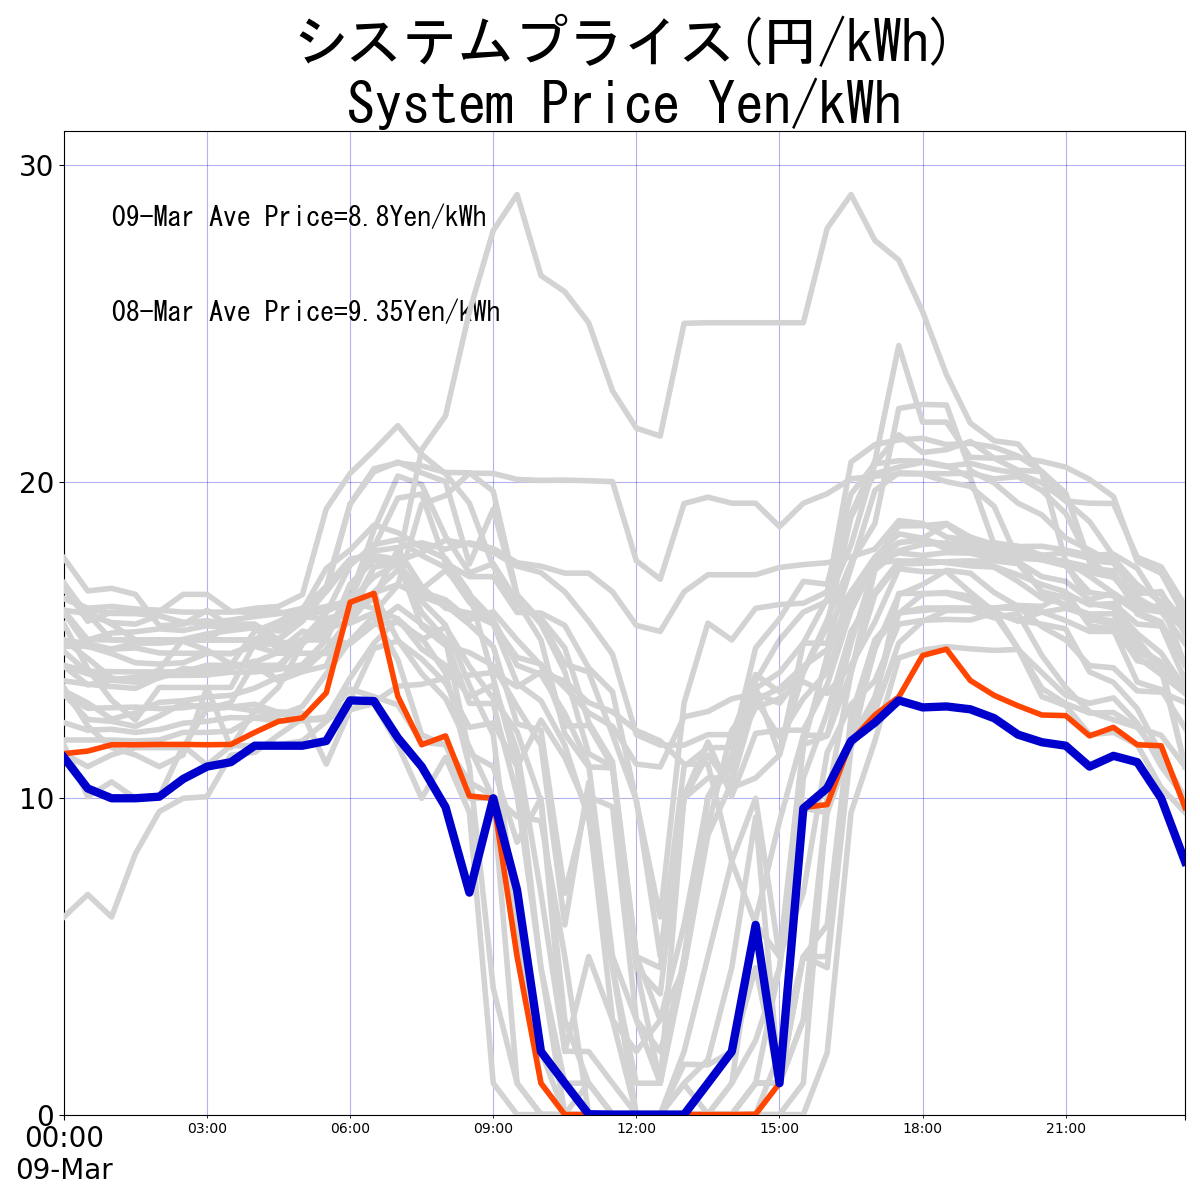 システムプライス(円/kWh)
System Price Yen/kWh
30
09-Mar Ave Price=8.8Yen/kWh
08-Mar Ave Price=9.35Yen/kWh
20
10
0
00:00 03:00 06:00 09:00 12:00 15:00 18:00 21:00
09-Mar